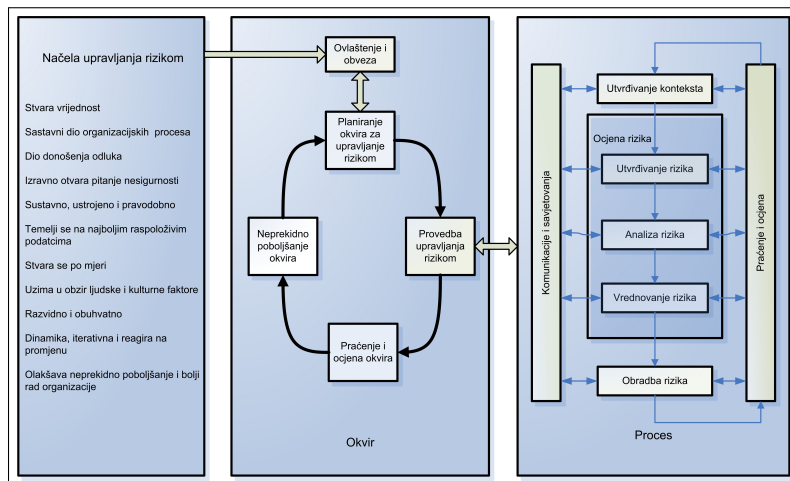 Načela upravljanja rizikom
Stvara vrijednost
Sastavni dio organizacijskih procesa
Dio donošenja odluka
Izravno otvara pitanje nesigurnosti
Sustavno, ustrojeno i pravodobno
Temelji se na najboljim raspoloživim
podatcima
Stvara se po mjeri
Uzima u obzir ljudske i kulturne faktore
Razvidno i obuhvatno
Dinamika, iterativna i reagira na
promjenu
Olakšava neprekidno poboljšanje i bolji
rad organizacije
Ovlaštenje i
obveza
Planiranje
okvira za
upravljanje
rizikom
Neprekidno
poboljšanje
okvira
Provedba
upravljanja
rizikom
Praćenje i
ocjena okvira
Okvir
Komunikacije i savjetovanja
Utvrđivanje konteksta
Ocjena rizika
Utvrđivanje rizika
Analiza rizika
Vrednovanje rizika
Obradba rizika
Praćenje i ocjena
Proces